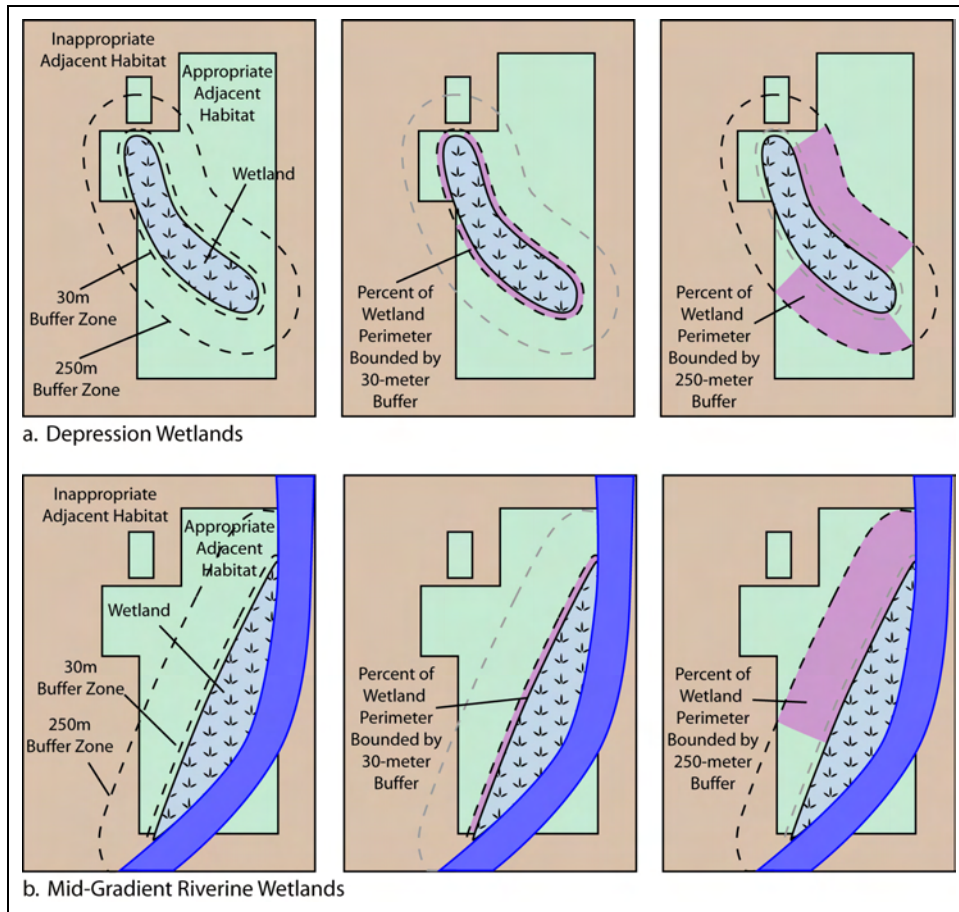 Inappropriate
Adjacent Habitat
Appropriate
Adjacent
Habitat
Wetland
30m
Buffer Zone
250m
Buffer Zone
Percent of
Wetland
Perimeter
Bounded by
30-meter
Buffer
Percent of
Wetland
Perimeter
Bounded by
250-meter
Buffer
a. Depression Wetlands
Inappropriate
Adjacent Habitat
Appropriate
Adjacent
Habitat
Wetland
30m
Buffer Zone
250m
Buffer Zone
Percent of
Wetland
Perimeter
Bounded by
30-meter
Buffer
Percent of
Wetland
Perimeter
Bounded by
250-meter
Buffer
b. Mid-Gradient Riverine Wetlands